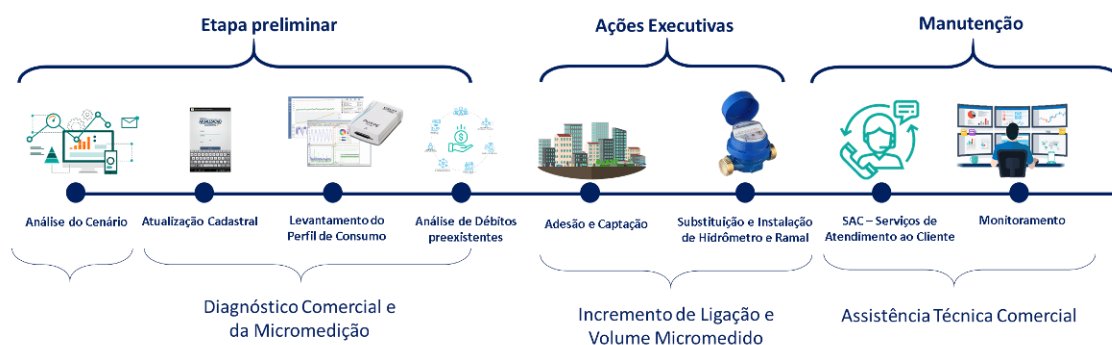 Etapa preliminar
Ações Executivas
Manutenção
Análise do Cenário
Atualização Cadastral
Levantamento do
Perfil de Consumo
Análise de Débitos
preexistentes
Adesão e Captação
Substituição e Instalação
de Hidrômetro e Ramal
SAC – Serviços de
Atendimento ao Cliente
Monitoramento
Diagnóstico Comercial e
da Micromedição
Incremento de Ligação e
Volume Micromedido
Assistência Técnica Comercial